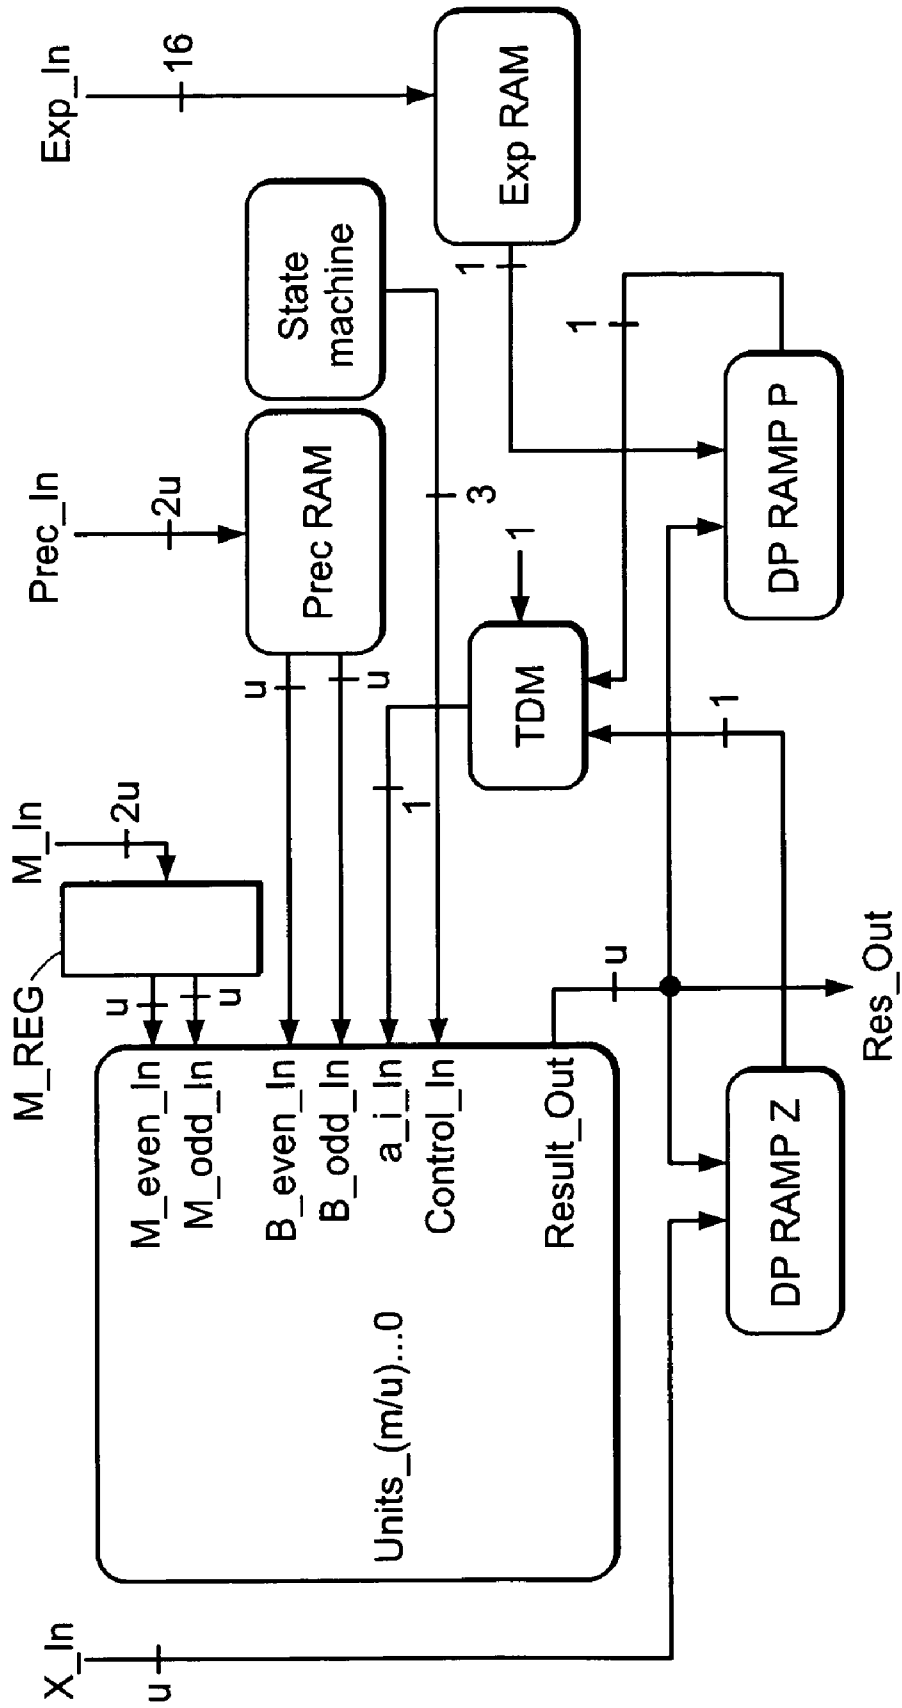 X_In
u
Units_(m/u)...0
M_even_In
M_odd_In
B_even_In
B_odd_In
a_i_In
Control_In
Result_Out
M_REG
u
u
M_In
2u
Prec_In
2u
Prec RAM
u
u
State
machine
3
Exp_In
16
Exp RAM
1
1
TDM
1
1
1
u
Res_Out
DP RAMP Z
DP RAMP P